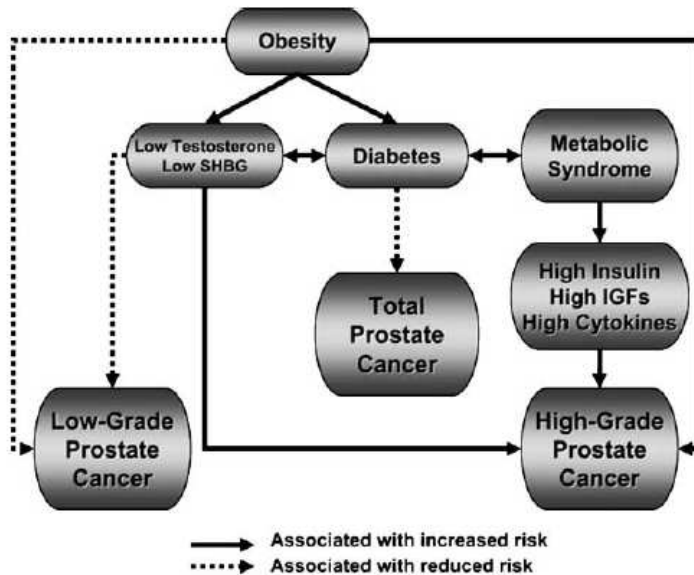 Obesity
Low Testosterone
Low SHBG
Diabetes
Metabolic
Syndrome
High Insulin
High IGFs
High Cytokines
Total
Prostate
Cancer
Low-Grade
Prostate
Cancer
High-Grade
Prostate
Cancer
Associated with increased risk
Associated with reduced risk